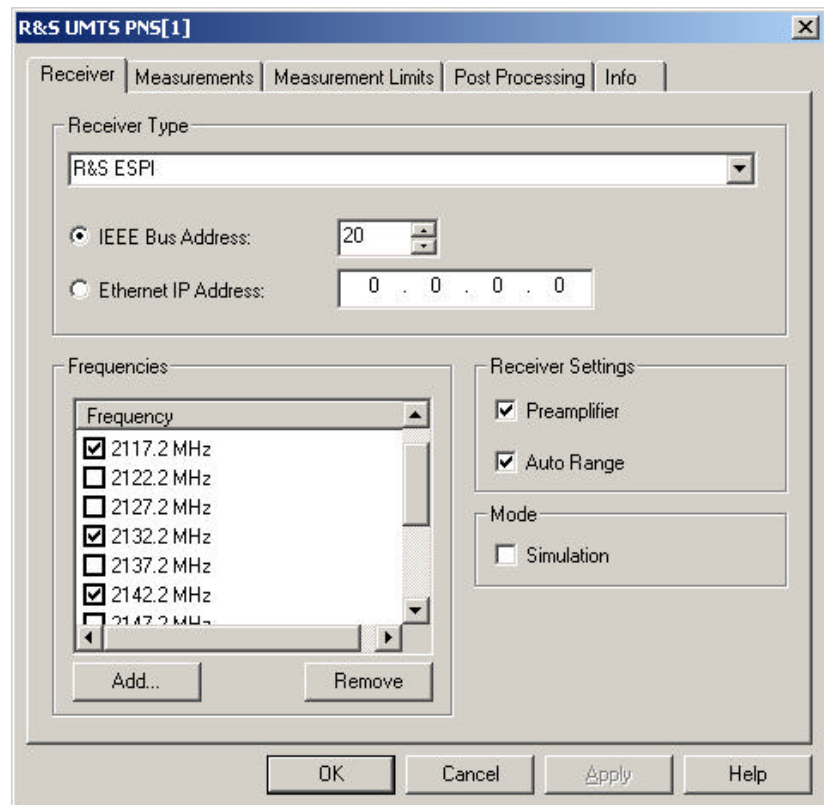 R&S UMTS PNS[1]
Receiver Measurements Measurement Limits Post Processing Info
Receiver Type
R&S ESPI
IEEE Bus Address: 20
Ethernet IP Address: 0 . 0 . 0 . 0
Frequencies
Frequency
2117.2 MHz
2122.2 MHz
2127.2 MHz
2132.2 MHz
2137.2 MHz
2142.2 MHz
2147.2 MHz
Add... Remove
Receiver Settings
Preamplifier
Auto Range
Mode
Simulation
OK Cancel Apply Help